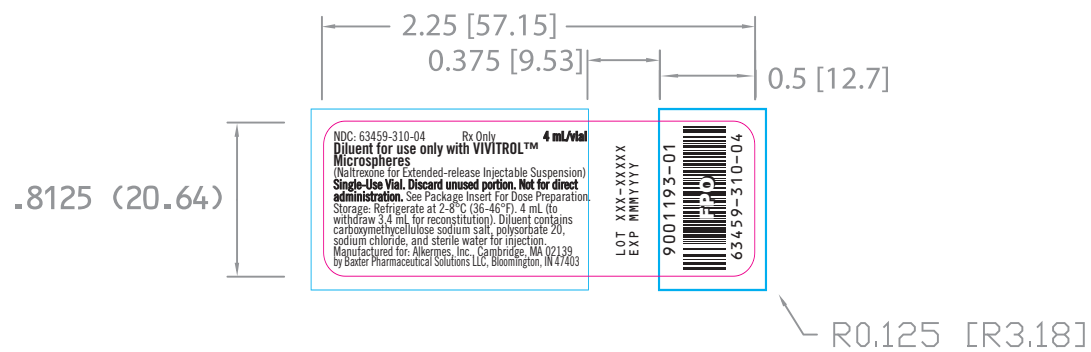 2.25 [57.15]
0.375 [9.53]
0.5 [12.7]
.8125 (20.64)
NDC: 63459-310-04 Rx Only 4 mL/vial
Diluent for use only with VIVITROL™
Microspheres
(Naltrexone for Extended-release Injectable Suspension)
Single-Use Vial. Discard unused portion. Not for direct
administration. See Package Insert For Dose Preparation.
Storage: Refrigerate at 2-8°C (36-46°F). 4 mL (to
withdraw 3.4 mL for reconstitution). Diluent contains
carboxymethycellulose sodium salt, polysorbate 20,
sodium chloride, and sterile water for injection.
Manufactured for: Alkermes, Inc., Cambridge, MA 02139
by Baxter Pharmaceutical Solutions LLC, Bloomington, IN 47403
LOT XXX-XXXXX
EXP MMMYYYY
9001193-01
FPO
63459-310-04
R0.125 [R3.18]